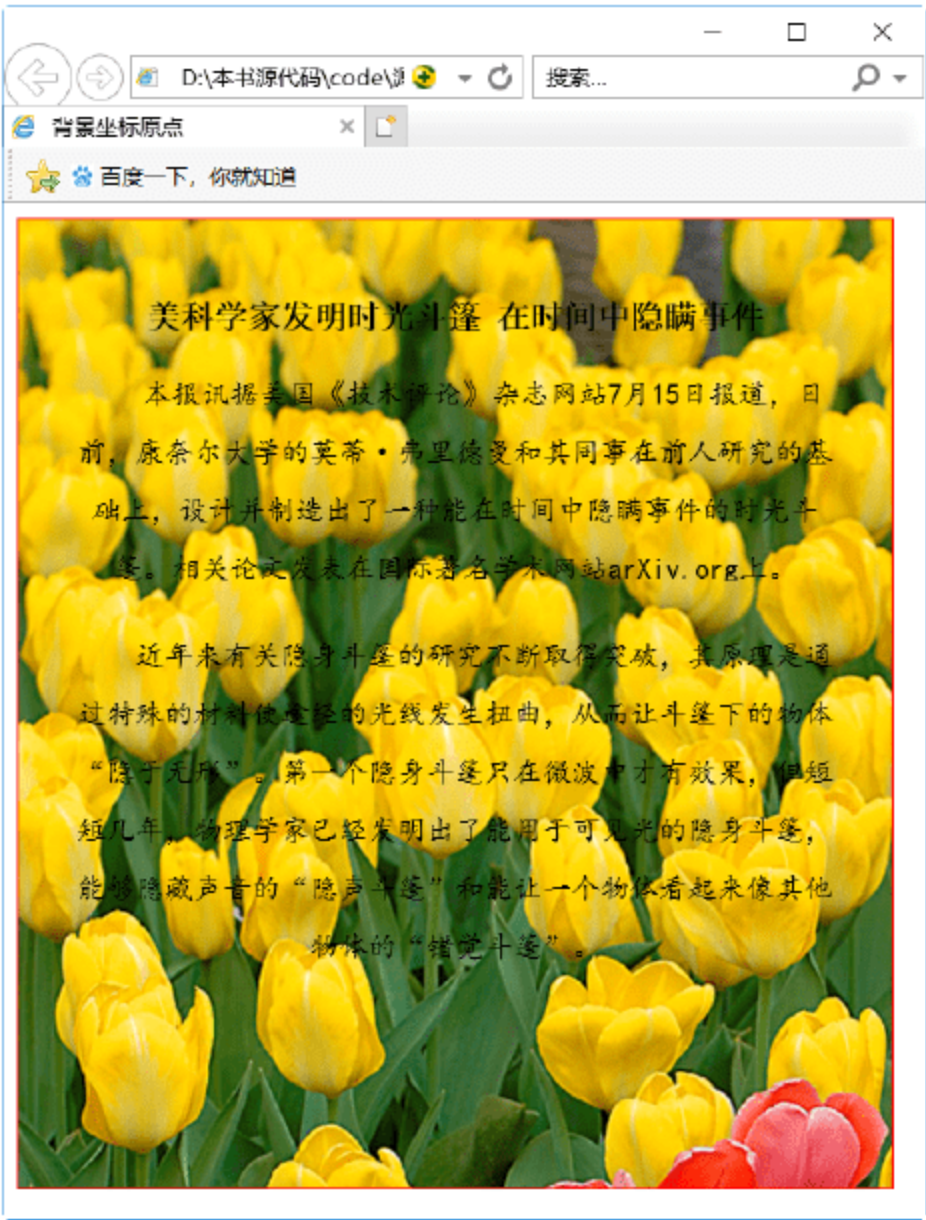 D:\本书源代码\code\源
搜索...
背景坐标原点
百度一下，你就知道
美科学家发明时光斗篷 在时间中隐瞒事件
本报讯据美国《技术评论》杂志网站7月15日报道，日
前，康奈尔大学的莫蒂·弗里德曼和其同事在前人研究的基
础上，设计并制造出了一种能在时间中隐瞒事件的时光斗
篷。相关论文发表在国际著名学术网站arXiv.org上。
近年来有关隐身斗篷的研究不断取得突破，其原理是通
过特殊的材料使途经的光线发生扭曲，从而让斗篷下的物体
“隐于无形”。第一个隐身斗篷只在微波中才有效果，但短
短几年，物理学家已经发明出了能用于可见光的隐身斗篷，
能够隐藏声音的“隐声斗篷”和能让一个物体看起来像其他
物体的“错觉斗篷”。